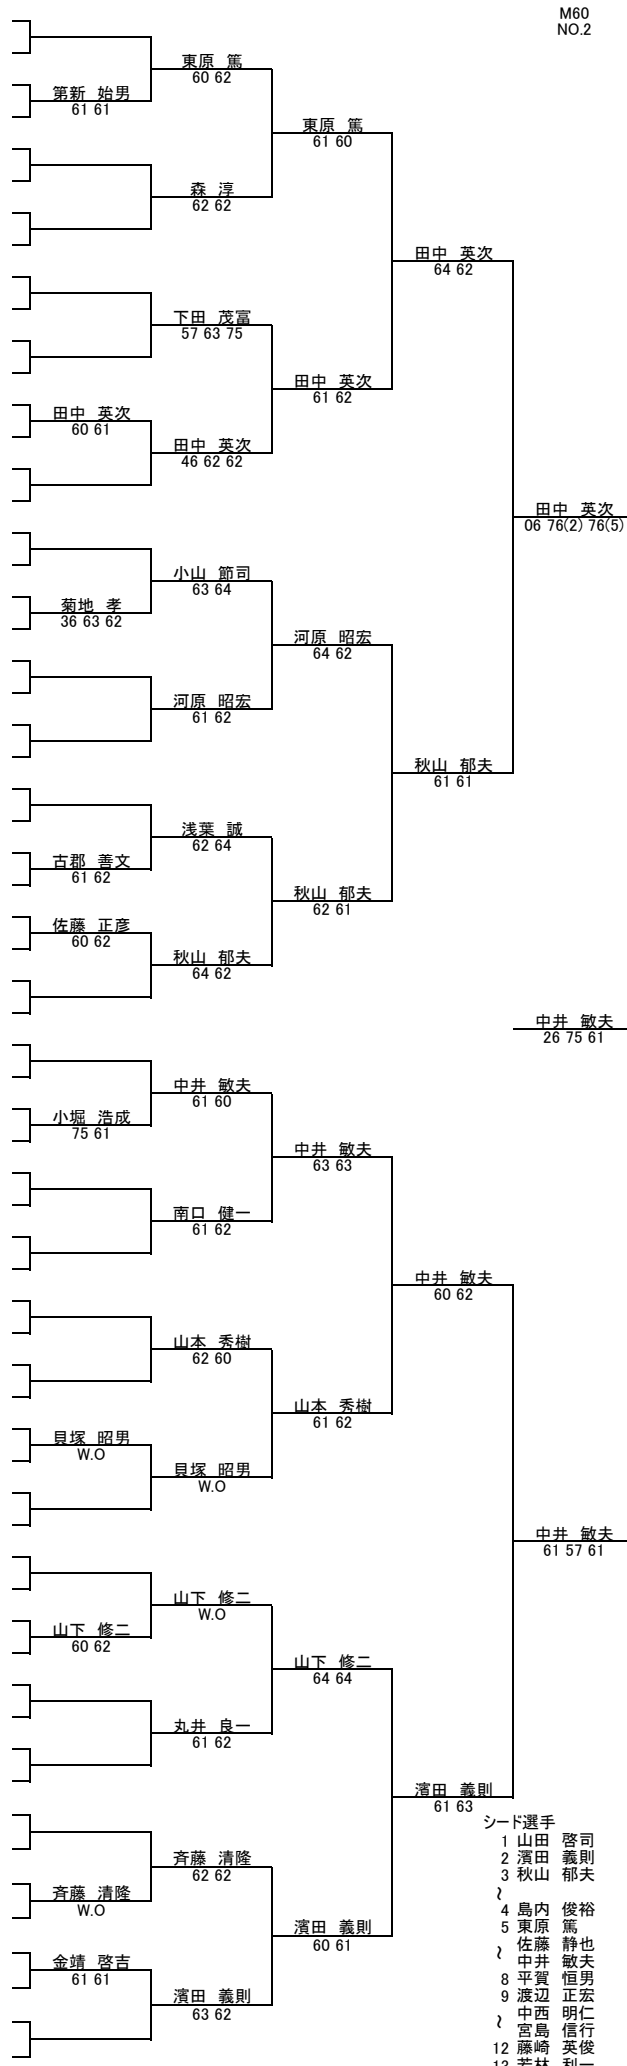 M60
NO.2
東原 篤
60 62
第新 始男
61 61
東原 篤
61 60
森 淳
62 62
田中 英次
64 62
下田 茂富
57 63 75
田中 英次
61 62
田中 英次
60 61
田中 英次
46 62 62
田中 英次
06 76(2) 76(5)
小山 節司
63 64
菊地 孝
36 63 62
河原 昭宏
64 62
河原 昭宏
61 62
秋山 郁夫
61 61
浅葉 誠
62 64
古郡 善文
61 62
秋山 郁夫
62 61
佐藤 正彦
60 62
秋山 郁夫
64 62
中井 敏夫
26 75 61
中井 敏夫
61 60
小堀 浩成
75 61
中井 敏夫
63 63
南口 健一
61 62
中井 敏夫
60 62
山本 秀樹
62 60
山本 秀樹
61 62
貝塚 昭男
W.O
貝塚 昭男
W.O
中井 敏夫
61 57 61
山下 修二
W.O
山下 修二
60 62
山下 修二
64 64
丸井 良一
61 62
濱田 義則
61 63
斉藤 清隆
62 62
斉藤 清隆
W.O
濱田 義則
60 61
金靖 啓吉
61 61
濱田 義則
63 62
シード選手
1 山田 啓司
2 濱田 義則
3 秋山 郁夫
~
4 島内 俊裕
5 東原 篤
佐藤 静也
~ 中井 敏夫
8 平賀 恒男
9 渡辺 正宏
中西 明仁
~ 宮島 信行
12 藤崎 英俊
13 若林 利一